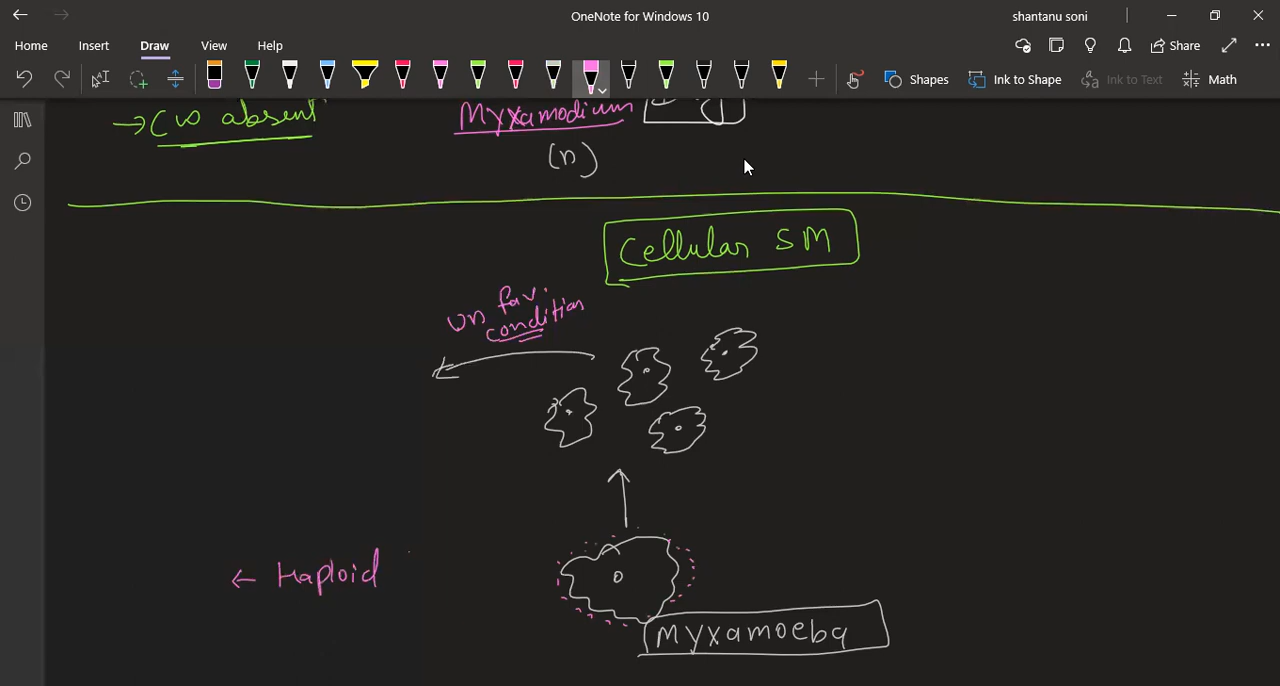 OneNote for Windows 10
shantanu soni
Home Insert Draw View Help
Share
Shapes
Ink to Shape
Ink to Text
Math
→ CW absent
Myxamodium
(n)
Cellular SM
un fav.
condition
← Haploid
Myxamoeba